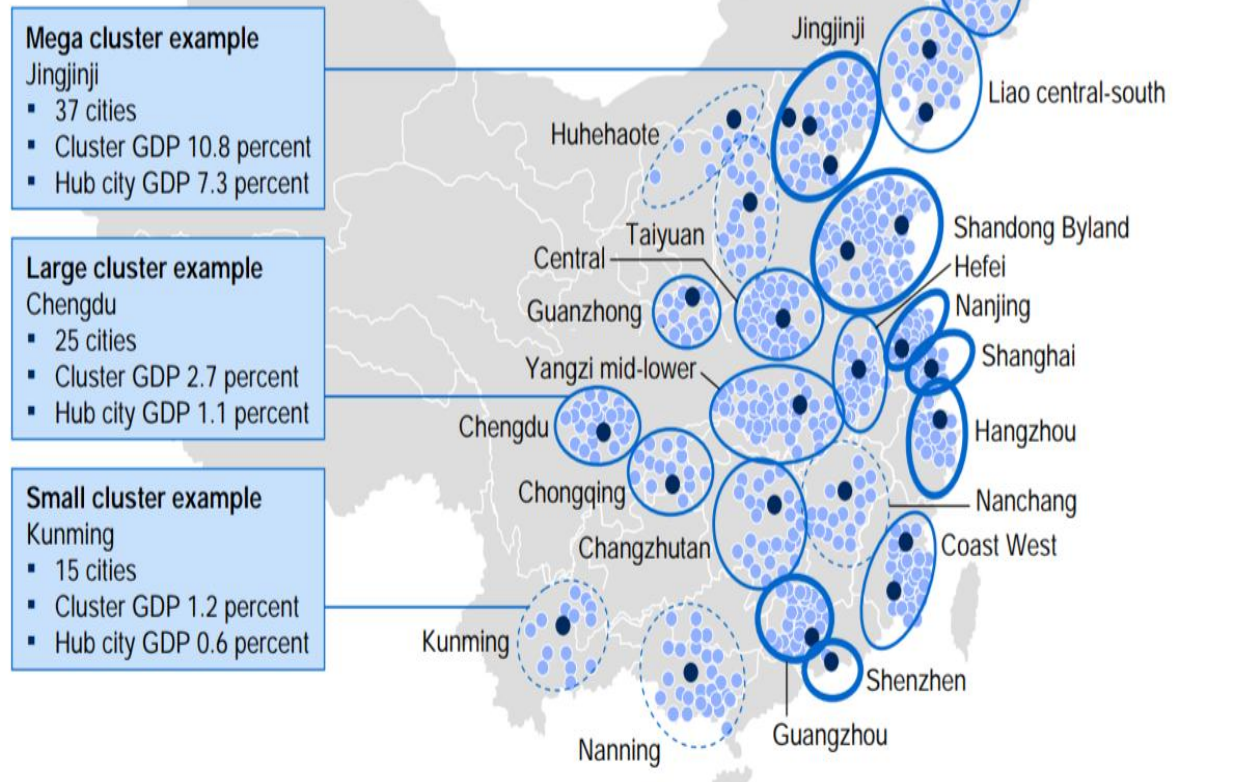 Mega cluster example
Jingjinji
▪ 37 cities
▪ Cluster GDP 10.8 percent
▪ Hub city GDP 7.3 percent
Large cluster example
Chengdu
▪ 25 cities
▪ Cluster GDP 2.7 percent
▪ Hub city GDP 1.1 percent
Small cluster example
Kunming
▪ 15 cities
▪ Cluster GDP 1.2 percent
▪ Hub city GDP 0.6 percent
Jingjinji
Liao central-south
Huhehaote
Taiyuan
Shandong Byland
Central
Hefei
Guanzhong
Nanjing
Shanghai
Yangzi mid-lower
Chengdu
Hangzhou
Chongqing
Nanchang
Changzhutan
Coast West
Kunming
Shenzhen
Guangzhou
Nanning